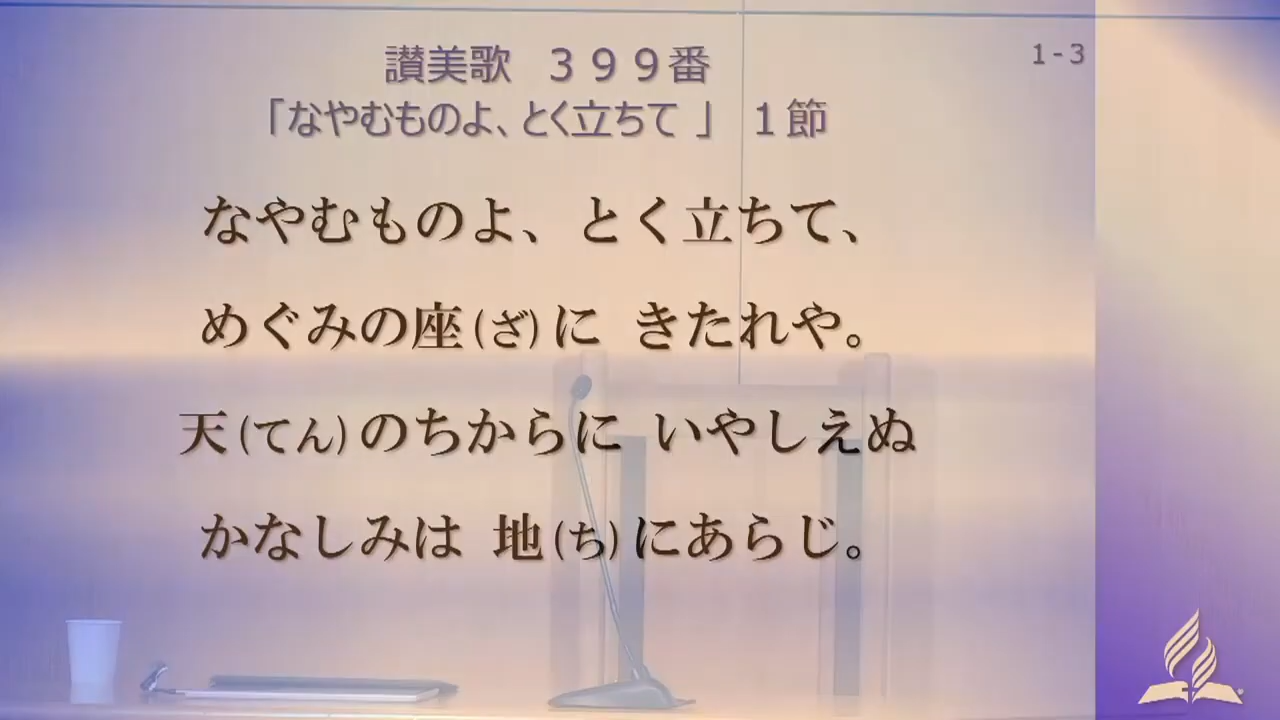 讃美歌　３９９番
1-3
「なやむものよ、とく立ちて 」　１節
なやむものよ、 とく立ちて、
めぐみの座(ざ)に きたれや。
天(てん)のちからに いやしえぬ
かなしみは 地(ち)にあらじ。